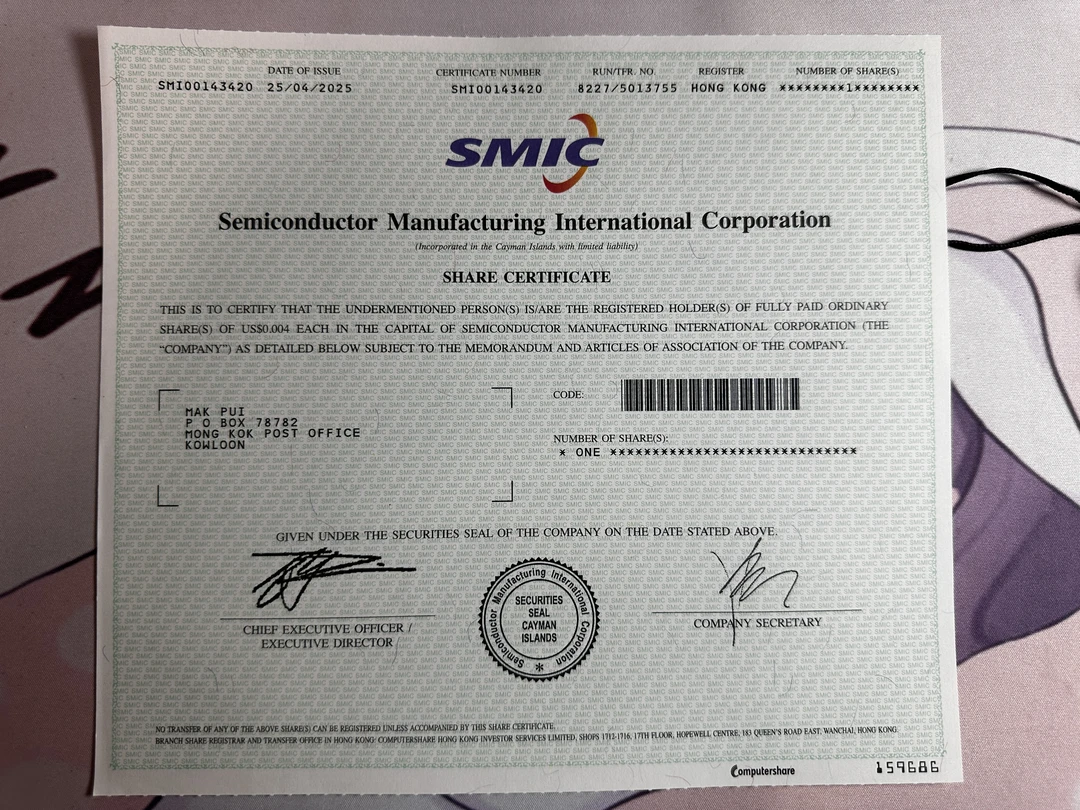 DATE OF ISSUE CERTIFICATE NUMBER RUN/TFR. NO. REGISTER NUMBER OF SHARE(S)
SMI00143420 25/04/2025 SMI00143420 8227/5013755 HONG KONG ********1********
SMIC
Semiconductor Manufacturing International Corporation
(Incorporated in the Cayman Islands with limited liability)
SHARE CERTIFICATE
THIS IS TO CERTIFY THAT THE UNDERMENTIONED PERSON(S) IS/ARE THE REGISTERED HOLDER(S) OF FULLY PAID ORDINARY
SHARE(S) OF US$0.004 EACH IN THE CAPITAL OF SEMICONDUCTOR MANUFACTURING INTERNATIONAL CORPORATION (THE
“COMPANY”) AS DETAILED BELOW SUBJECT TO THE MEMORANDUM AND ARTICLES OF ASSOCIATION OF THE COMPANY.
CODE:
MAK PUI
P O BOX 78782
MONG KOK POST OFFICE
KOWLOON
NUMBER OF SHARE(S):
* ONE **************************
GIVEN UNDER THE SECURITIES SEAL OF THE COMPANY ON THE DATE STATED ABOVE.
Semiconductor Manufacturing International Corporation
SECURITIES
SEAL
CAYMAN
ISLANDS
*
CHIEF EXECUTIVE OFFICER /
EXECUTIVE DIRECTOR
COMPANY SECRETARY
NO TRANSFER OF ANY OF THE ABOVE SHARE(S) CAN BE REGISTERED UNLESS ACCOMPANIED BY THIS SHARE CERTIFICATE.
BRANCH SHARE REGISTRAR AND TRANSFER OFFICE IN HONG KONG: COMPUTERSHARE HONG KONG INVESTOR SERVICES LIMITED, SHOPS 1712-1716, 17TH FLOOR, HOPEWELL CENTRE, 183 QUEEN'S ROAD EAST, WANCHAI, HONG KONG.
Computershare
159686